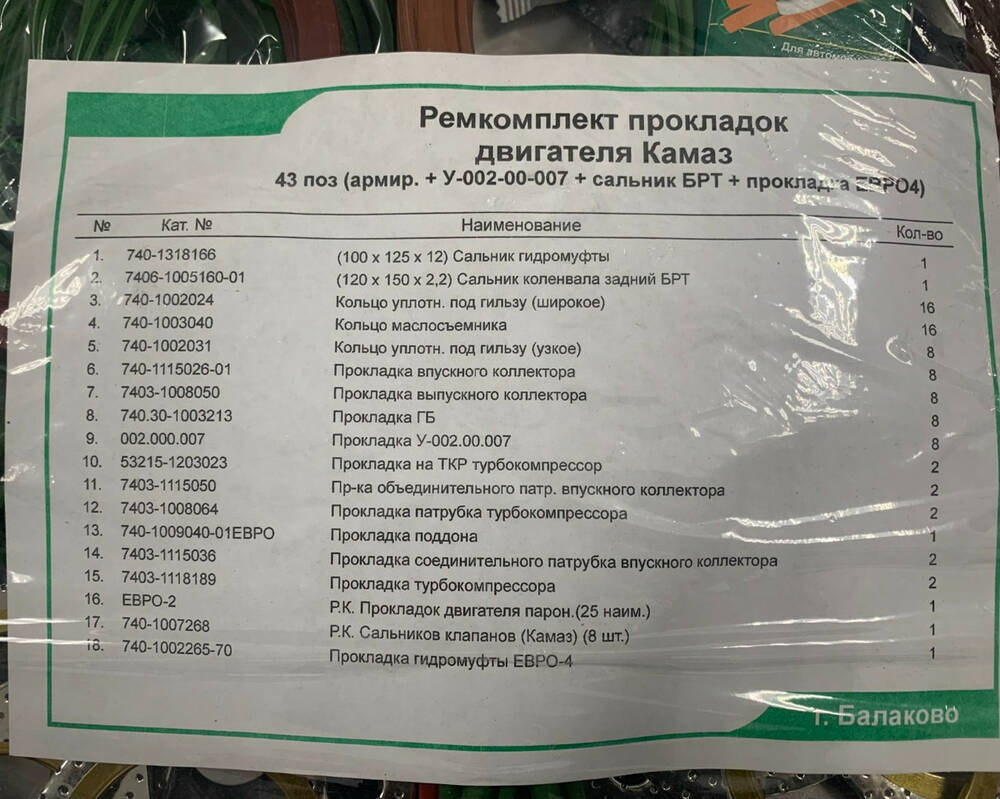 Для автомоб
Ремкомплект прокладок
двигателя Камаз
43 поз (армир. + У-002-00-007 + сальник БРТ + прокладка ЕВРО4)
№ Кат. № Наименование Кол-во
1. 740-1318166 (100 х 125 х 12) Сальник гидромуфты 1
2. 7406-1005160-01 (120 х 150 х 2,2) Сальник коленвала задний БРТ 1
3. 740-1002024 Кольцо уплотн. под гильзу (широкое) 16
4. 740-1003040 Кольцо маслосъемника 16
5. 740-1002031 Кольцо уплотн. под гильзу (узкое) 8
6. 740-1115026-01 Прокладка впускного коллектора 8
7. 7403-1008050 Прокладка выпускного коллектора 8
8. 740.30-1003213 Прокладка ГБ 8
9. 002.000.007 Прокладка У-002.00.007 8
10. 53215-1203023 Прокладка на ТКР турбокомпрессор 2
11. 7403-1115050 Пр-ка объединительного патр. впускного коллектора 2
12. 7403-1008064 Прокладка патрубка турбокомпрессора 2
13. 740-1009040-01ЕВРО Прокладка поддона 1
14. 7403-1115036 Прокладка соединительного патрубка впускного коллектора 2
15. 7403-1118189 Прокладка турбокомпрессора 2
16. ЕВРО-2 Р.К. Прокладок двигателя парон.(25 наим.) 1
17. 740-1007268 Р.К. Сальников клапанов (Камаз) (8 шт.) 1
18. 740-1002265-70 Прокладка гидромуфты ЕВРО-4 1
г. Балаково